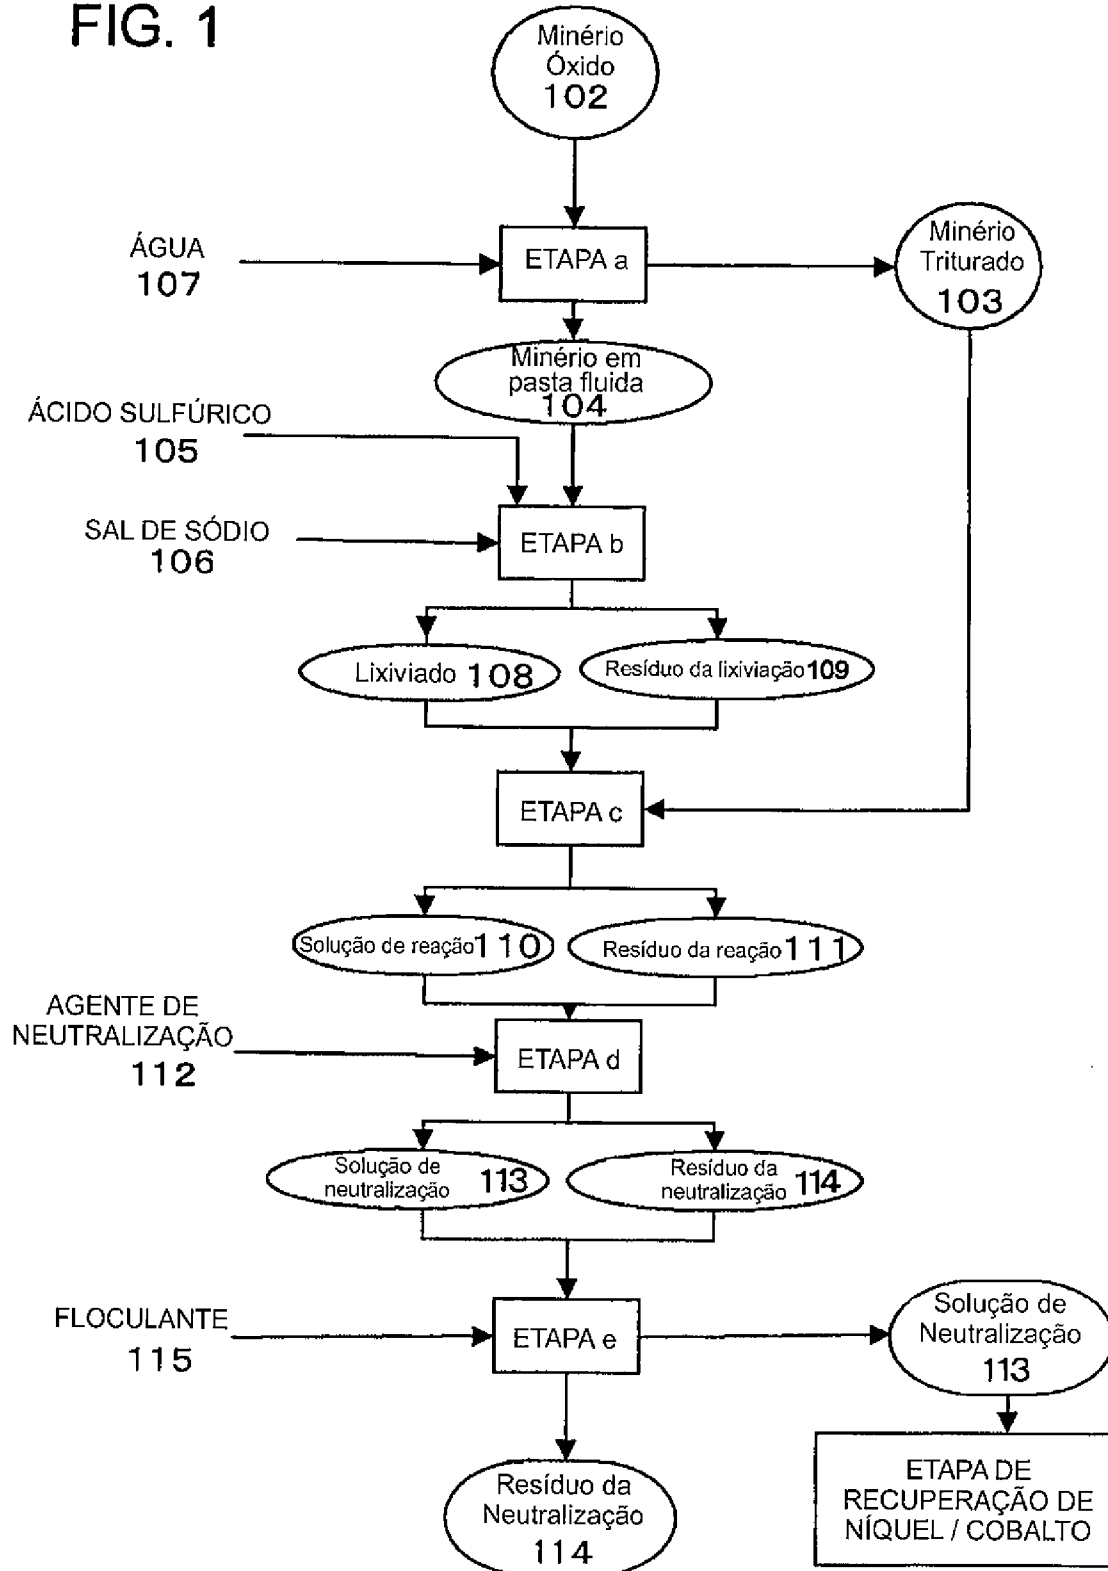 FIG. 1
Minério
Óxido
102
ÁGUA
107
ETAPA a
Minério
Triturado
103
Minério em
pasta fluida
104
ÁCIDO SULFÚRICO
105
SAL DE SÓDIO
106
ETAPA b
Lixiviado 108
Resíduo da lixiviação 109
ETAPA c
Solução de reação 110
Resíduo da reação 111
AGENTE DE
NEUTRALIZAÇÃO
112
ETAPA d
Solução de
neutralização 113
Resíduo da
neutralização 114
FLOCULANTE
115
ETAPA e
Solução de
Neutralização
113
Resíduo da
Neutralização
114
ETAPA DE
RECUPERAÇÃO DE
NÍQUEL / COBALTO